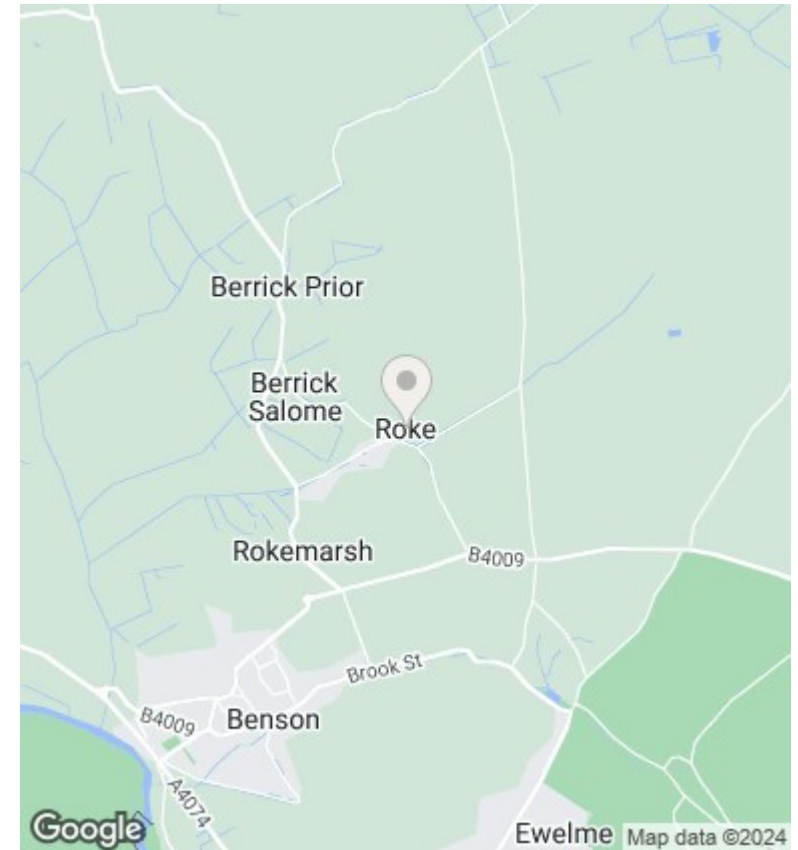 Berrick Prior
Berrick
Salome
Roke
Rokemarsh
B4009
Brook St
B4009
Benson
A4074
Google
Ewelme
Map data ©2024